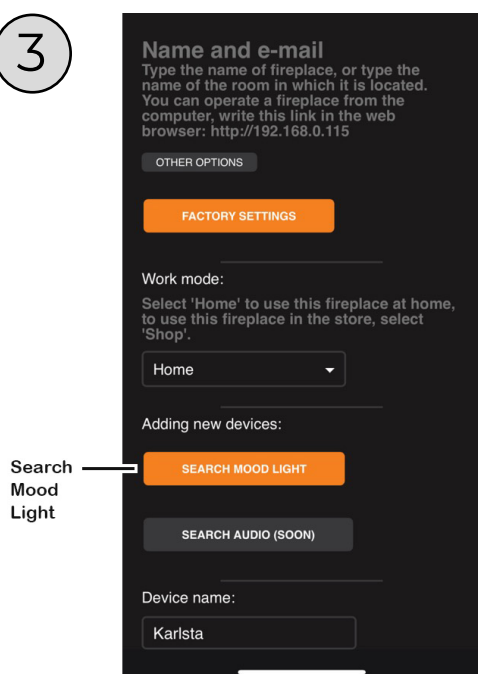 3
Name and e-mail
Type the name of fireplace, or type the
name of the room in which it is located.
You can operate a fireplace from the
computer, write this link in the web
browser: http://192.168.0.115
OTHER OPTIONS
FACTORY SETTINGS
Work mode:
Select 'Home' to use this fireplace at home,
to use this fireplace in the store, select
'Shop'.
Home
Adding new devices:
Search
Mood
Light
SEARCH MOOD LIGHT
SEARCH AUDIO (SOON)
Device name:
Karlsta